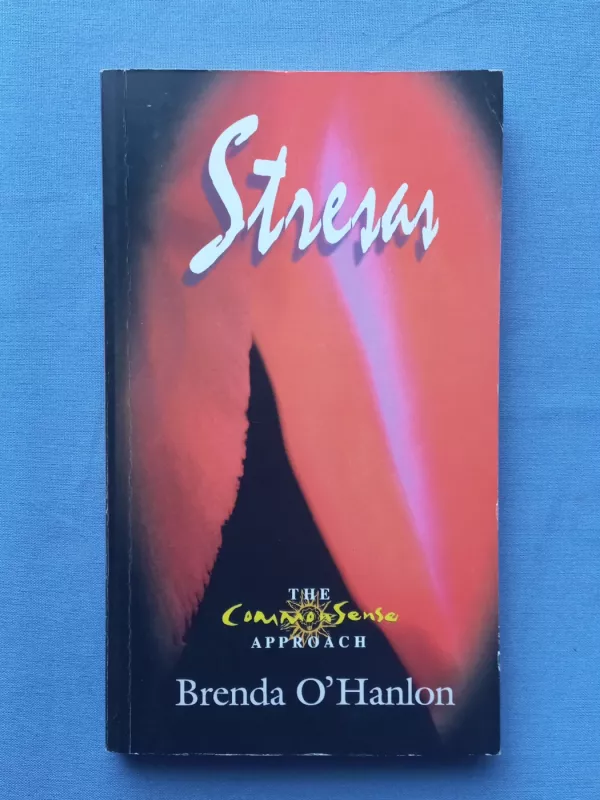 Stresas
THE
CommonSense
APPROACH
Brenda O'Hanlon